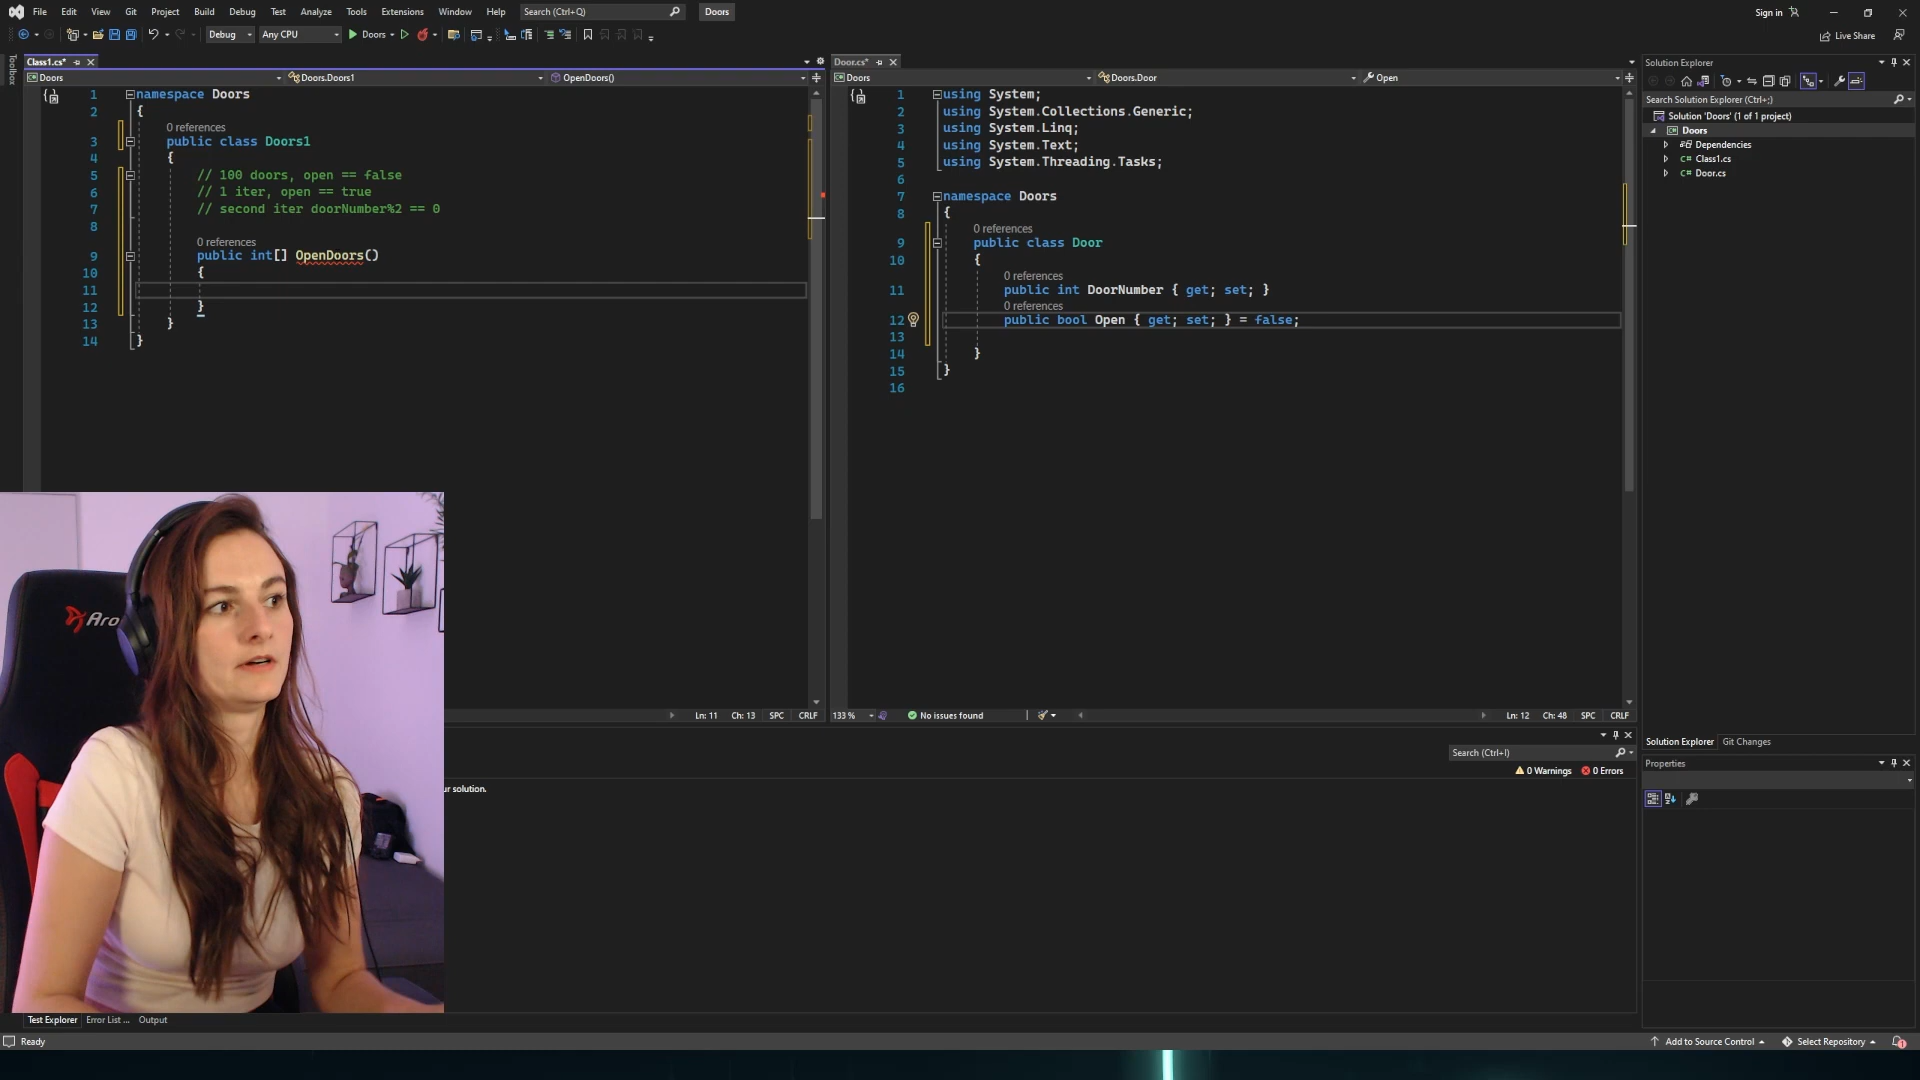 File Edit View Git Project Build Debug Test Analyze Tools Extensions Window Help Search (Ctrl+Q) Doors Sign in
Debug Any CPU Doors Live Share
Toolbox
Class1.cs*
Doors Doors.Doors1 OpenDoors()
1 namespace Doors
2 {
0 references
3 public class Doors1
4 {
5 // 100 doors, open == false
6 // 1 iter, open == true
7 // second iter doorNumber%2 == 0
8
0 references
9 public int[] OpenDoors()
10 {
11
12 }
13 }
14 }
Ln: 11 Ch: 13 SPC CRLF
Door.cs*
Doors Doors.Door Open
1 using System;
2 using System.Collections.Generic;
3 using System.Linq;
4 using System.Text;
5 using System.Threading.Tasks;
6
7 namespace Doors
8 {
0 references
9 public class Door
10 {
0 references
11 public int DoorNumber { get; set; }
0 references
12 public bool Open { get; set; } = false;
13
14 }
15 }
16
133 % No issues found Ln: 12 Ch: 48 SPC CRLF
Solution Explorer
Search Solution Explorer (Ctrl+;)
Solution 'Doors' (1 of 1 project)
Doors
Dependencies
C# Class1.cs
C# Door.cs
Solution Explorer Git Changes
Properties
Search (Ctrl+I)
0 Warnings 0 Errors
ur solution.
Aro
Test Explorer Error List ... Output
Ready Add to Source Control Select Repository 1